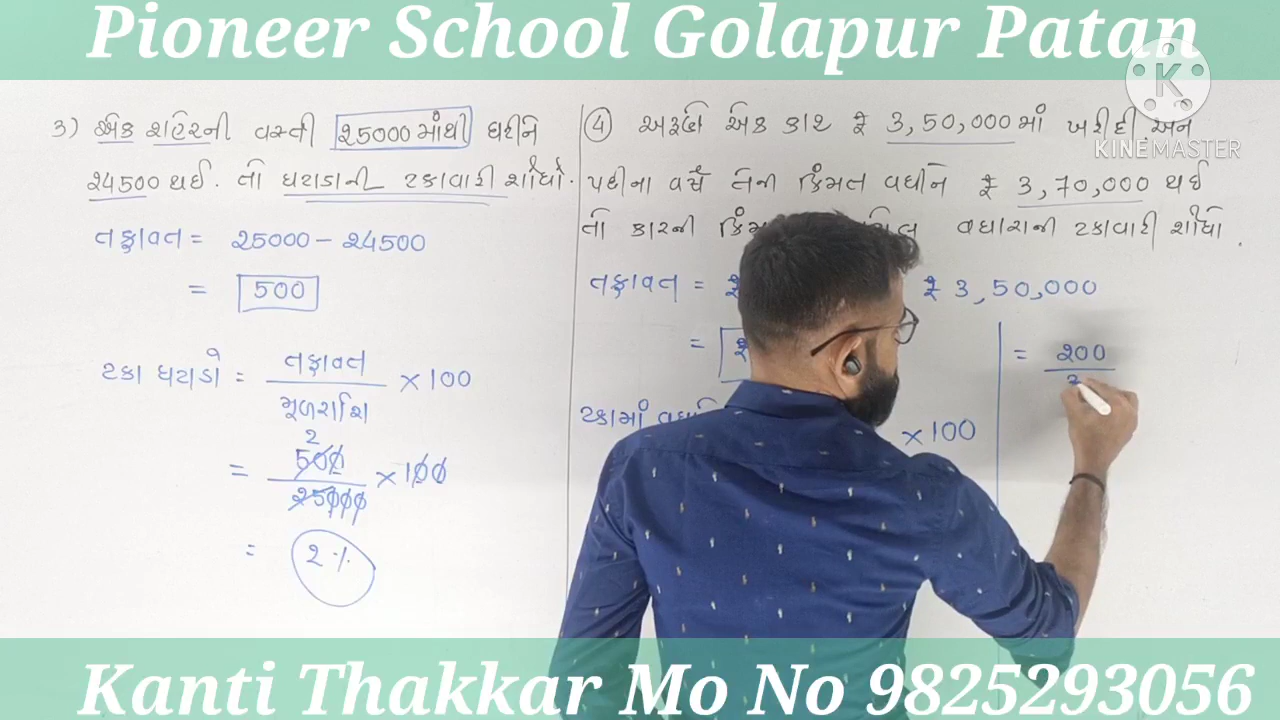 Pioneer School Golapur Patan
K
KINEMASTER
3) એક શહેરની વસ્તી 25000 માંથી ઘટીને
24500 થઈ. તો ઘટાડાની ટકાવારી શોધો.
તફાવત = 25000 - 24500
= 500
ટકા ઘટાડો = તફાવત / મૂળરાશિ × 100
= 500 / 25000 × 100
2
= 2 %
4 અરૂણે એક કાર ₹ 3,50,000 માં ખરીદી અને
પછીના વર્ષે તેની કિંમત વધીને ₹ 3,70,000 થઈ
તો કારની વધારાની ટકાવારી શોધો.
તફાવત = ₹ 3,50,000
=
ટકામાં × 100
= 200
Kanti Thakkar Mo No 9825293056